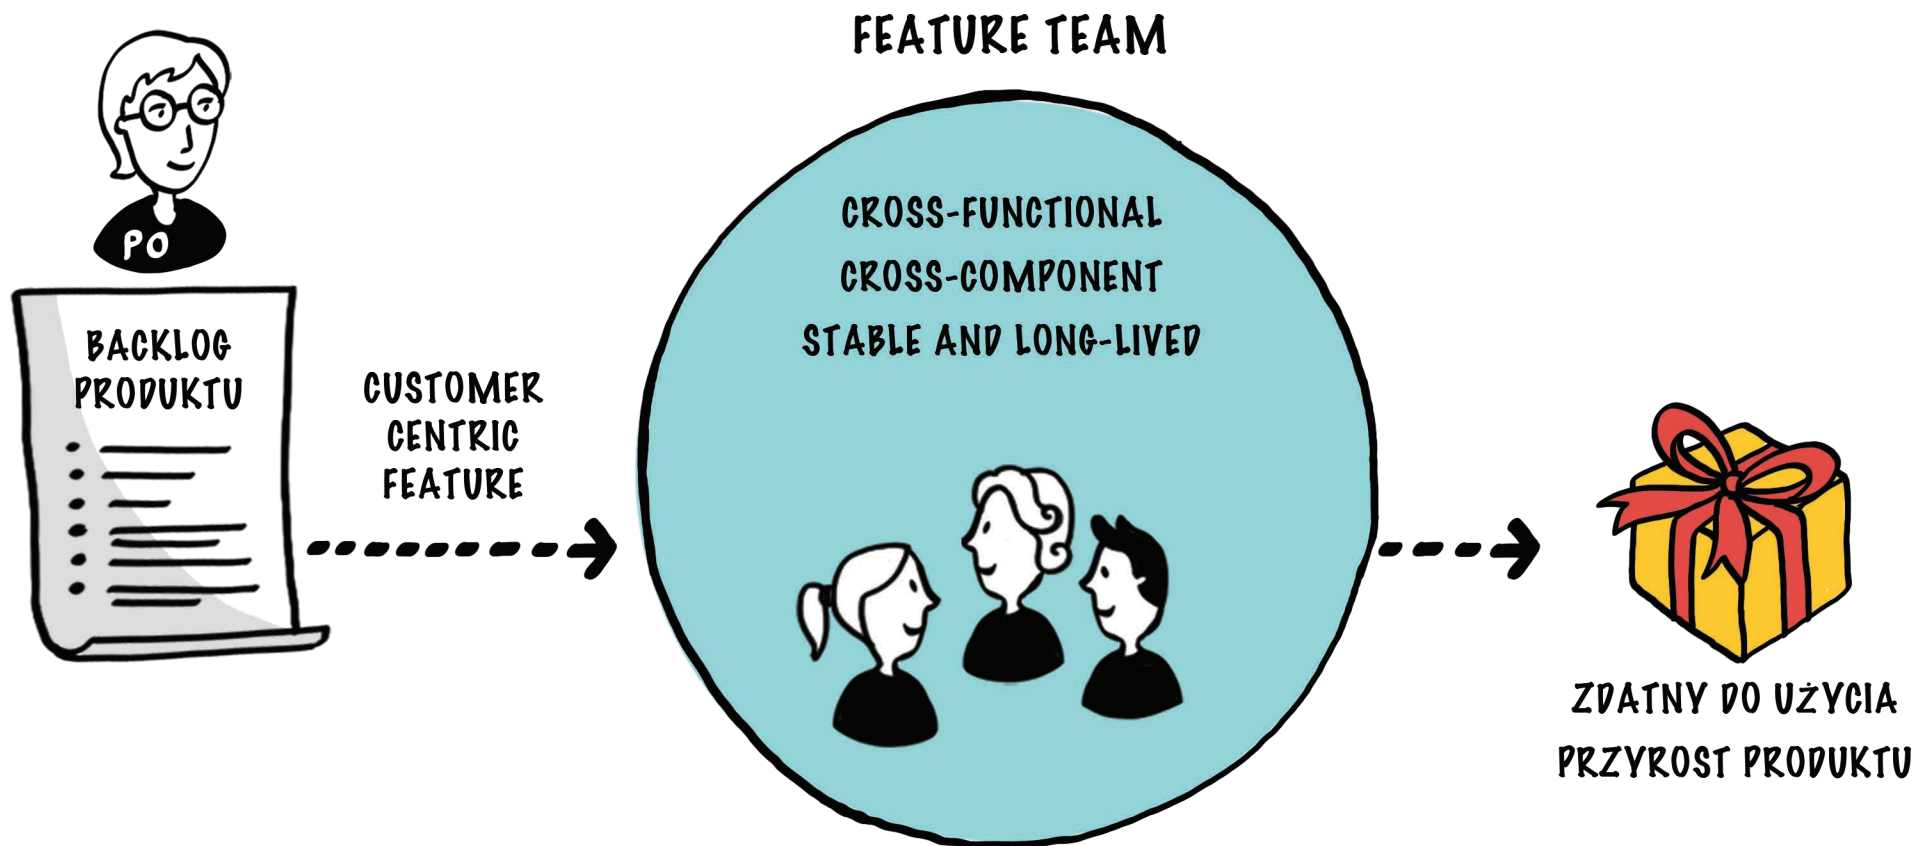 FEATURE TEAM
PO
BACKLOG
PRODUKTU
CUSTOMER
CENTRIC
FEATURE
CROSS-FUNCTIONAL
CROSS-COMPONENT
STABLE AND LONG-LIVED
ZDATNY DO UŻYCIA
PRZYROST PRODUKTU